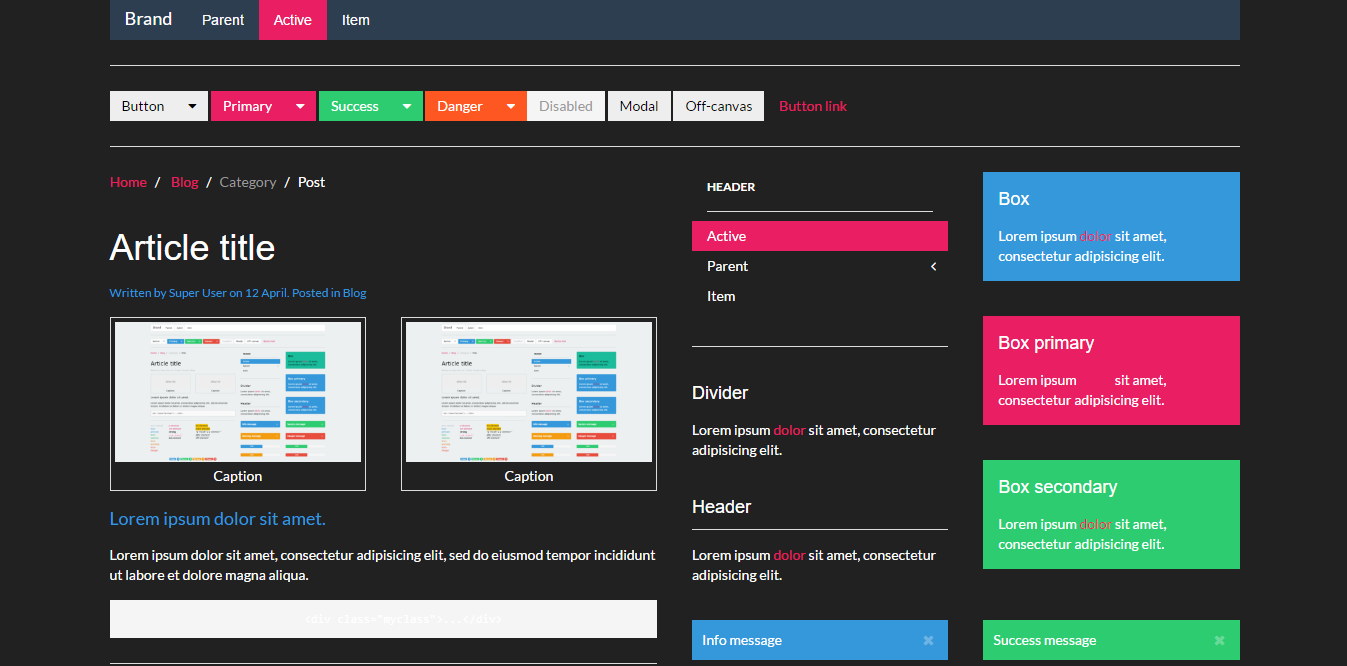 Brand Parent Active Item
Button Primary Success Danger Disabled Modal Off-canvas Button link
Home / Blog / Category / Post
Article title
Written by Super User on 12 April. Posted in Blog
Caption Caption
Lorem ipsum dolor sit amet.
Lorem ipsum dolor sit amet, consectetur adipisicing elit, sed do eiusmod tempor incididunt
ut labore et dolore magna aliqua.
<div class="myclass">...</div>
HEADER
Active
Parent
Item
Divider
Lorem ipsum dolor sit amet, consectetur
adipisicing elit.
Header
Lorem ipsum dolor sit amet, consectetur
adipisicing elit.
Info message
Box
Lorem ipsum dolor sit amet,
consectetur adipisicing elit.
Box primary
Lorem ipsum sit amet,
consectetur adipisicing elit.
Box secondary
Lorem ipsum dolor sit amet,
consectetur adipisicing elit.
Success message